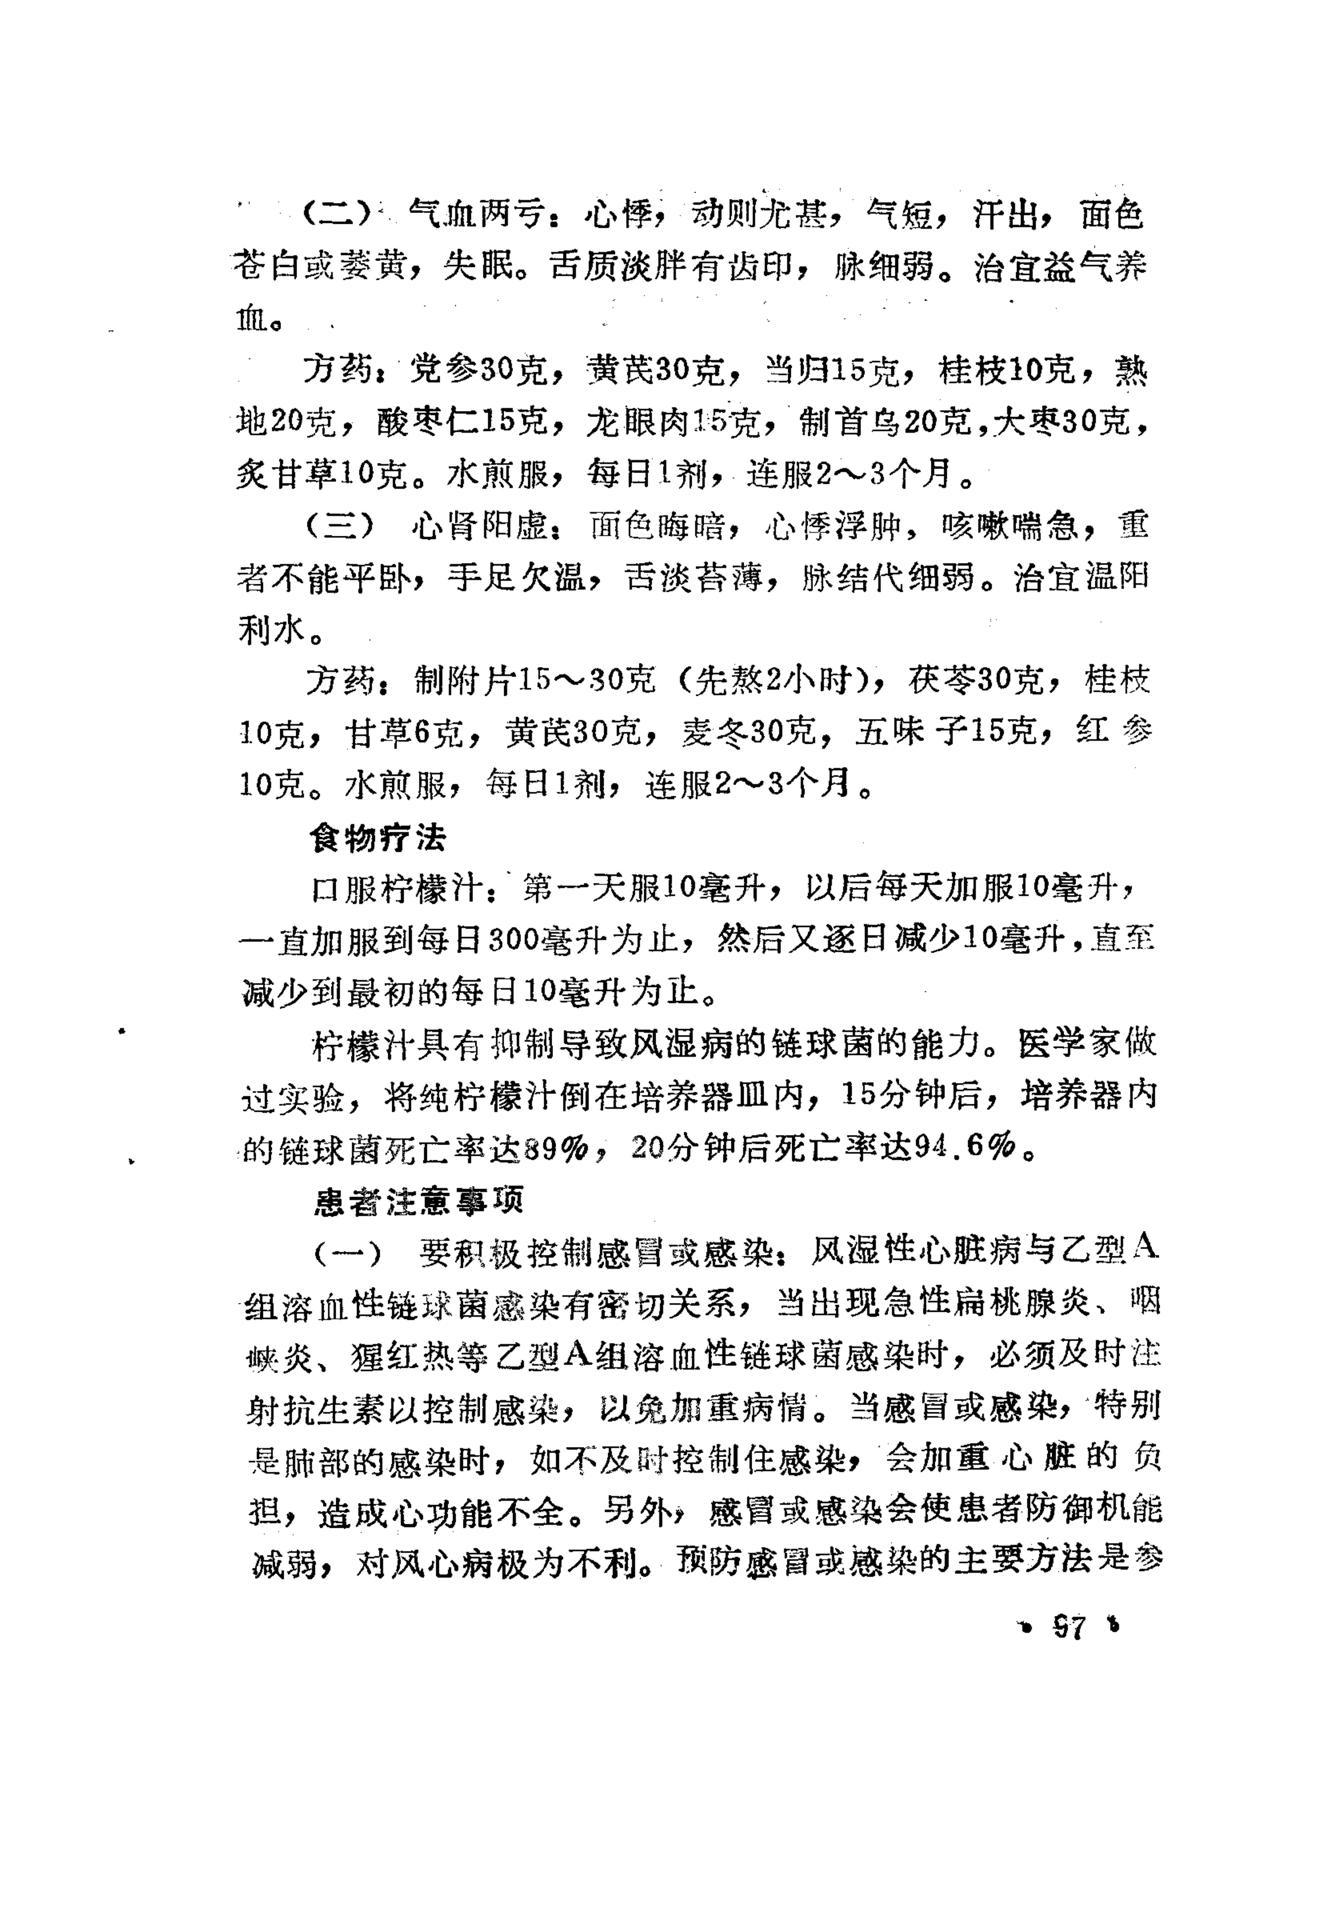 （二） 气血两亏：心悸，动则尤甚，气短，汗出，面色
苍白或萎黄，失眠。舌质淡胖有齿印，脉细弱。治宜益气养
血。
方药：党参30克，黄芪30克，当归15克，桂枝10克，熟
地20克，酸枣仁15克，龙眼肉15克，制首乌20克，大枣30克，
炙甘草10克。水煎服，每日1剂，连服2～3个月。
（三） 心肾阳虚：面色晦暗，心悸浮肿，咳嗽喘急，重
者不能平卧，手足欠温，舌淡苔薄，脉结代细弱。治宜温阳
利水。
方药：制附片15～30克（先熬2小时），茯苓30克，桂枝
10克，甘草6克，黄芪30克，麦冬30克，五味子15克，红参
10克。水煎服，每日1剂，连服2～3个月。
食物疗法
口服柠檬汁：第一天服10毫升，以后每天加服10毫升，
一直加服到每日300毫升为止，然后又逐日减少10毫升，直至
减少到最初的每日10毫升为止。
柠檬汁具有抑制导致风湿病的链球菌的能力。医学家做
过实验，将纯柠檬汁倒在培养器皿内，15分钟后，培养器内
的链球菌死亡率达89%，20分钟后死亡率达94.6%。
患者注意事项
（一） 要积极控制感冒或感染：风湿性心脏病与乙型A
组溶血性链球菌感染有密切关系，当出现急性扁桃腺炎、咽
峡炎、猩红热等乙型A组溶血性链球菌感染时，必须及时注
射抗生素以控制感染，以免加重病情。当感冒或感染，特别
是肺部的感染时，如不及时控制住感染，会加重心脏的负
担，造成心功能不全。另外，感冒或感染会使患者防御机能
减弱，对风心病极为不利。预防感冒或感染的主要方法是参
• 97 •